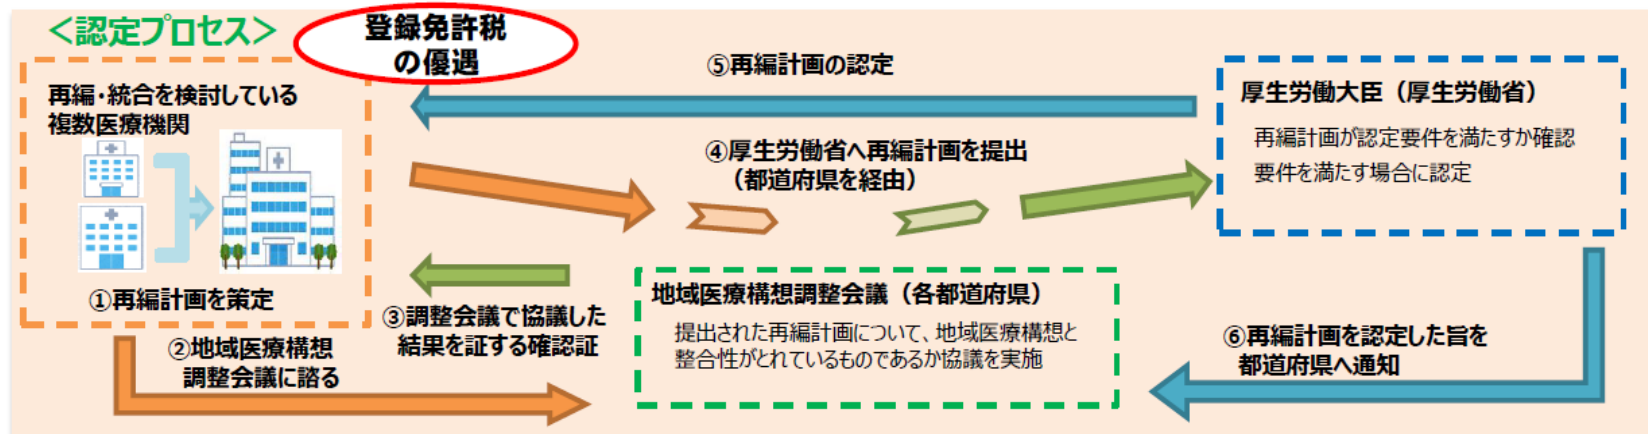 ＜認定プロセス＞
登録免許税
の優遇
再編・統合を検討している
複数医療機関
①再編計画を策定
②地域医療構想
調整会議に諮る
③調整会議で協議した
結果を証する確認証
④厚生労働省へ再編計画を提出
（都道府県を経由）
⑤再編計画の認定
厚生労働大臣（厚生労働省）
再編計画が認定要件を満たすか確認
要件を満たす場合に認定
地域医療構想調整会議（各都道府県）
提出された再編計画について、地域医療構想と
整合性がとれているものであるか協議を実施
⑥再編計画を認定した旨を
都道府県へ通知